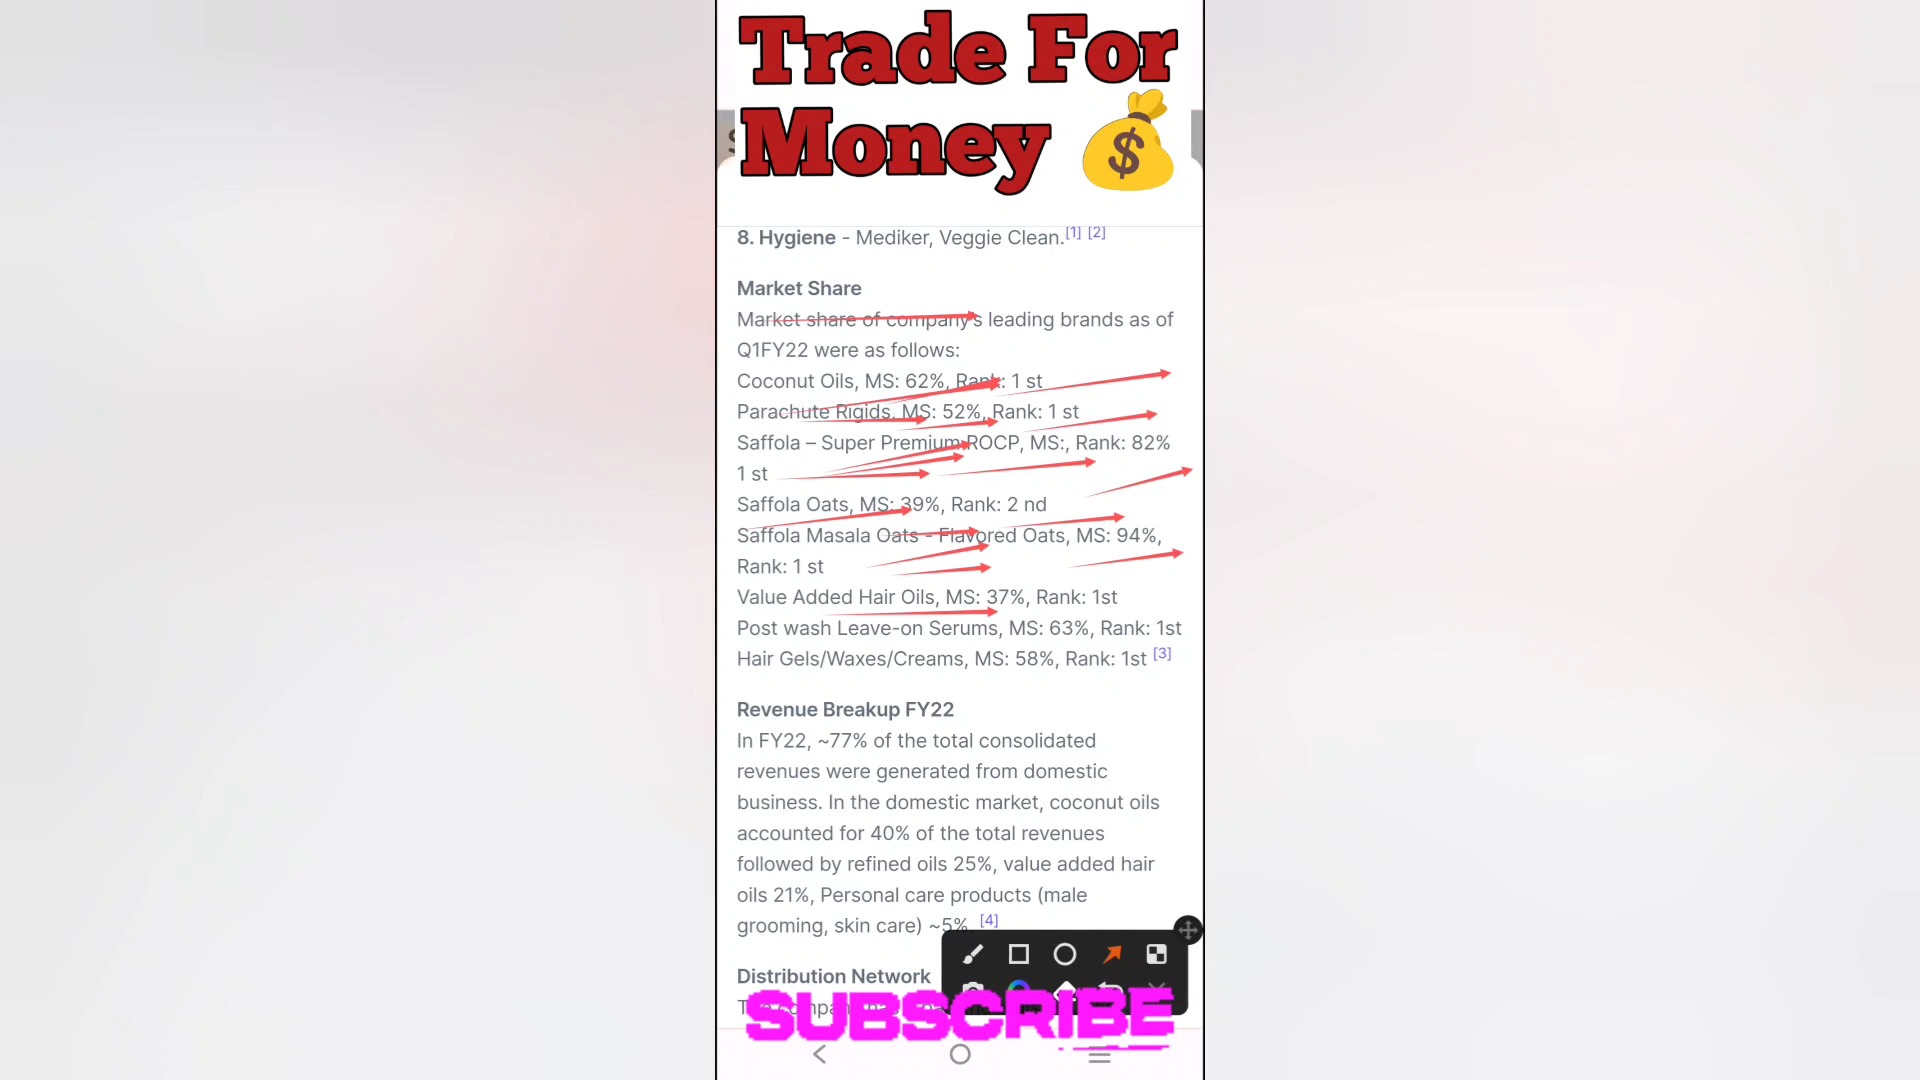 Trade For
Money
8. Hygiene - Mediker, Veggie Clean.[1] [2]
Market Share
Market share of company's leading brands as of
Q1FY22 were as follows:
Coconut Oils, MS: 62%, Rank: 1 st
Parachute Rigids, MS: 52%, Rank: 1 st
Saffola – Super Premium ROCP, MS:, Rank: 82%
1 st
Saffola Oats, MS: 39%, Rank: 2 nd
Saffola Masala Oats - Flavored Oats, MS: 94%,
Rank: 1 st
Value Added Hair Oils, MS: 37%, Rank: 1st
Post wash Leave-on Serums, MS: 63%, Rank: 1st
Hair Gels/Waxes/Creams, MS: 58%, Rank: 1st [3]
Revenue Breakup FY22
In FY22, ~77% of the total consolidated
revenues were generated from domestic
business. In the domestic market, coconut oils
accounted for 40% of the total revenues
followed by refined oils 25%, value added hair
oils 21%, Personal care products (male
grooming, skin care) ~5%. [4]
Distribution Network
SUBSCRIBE